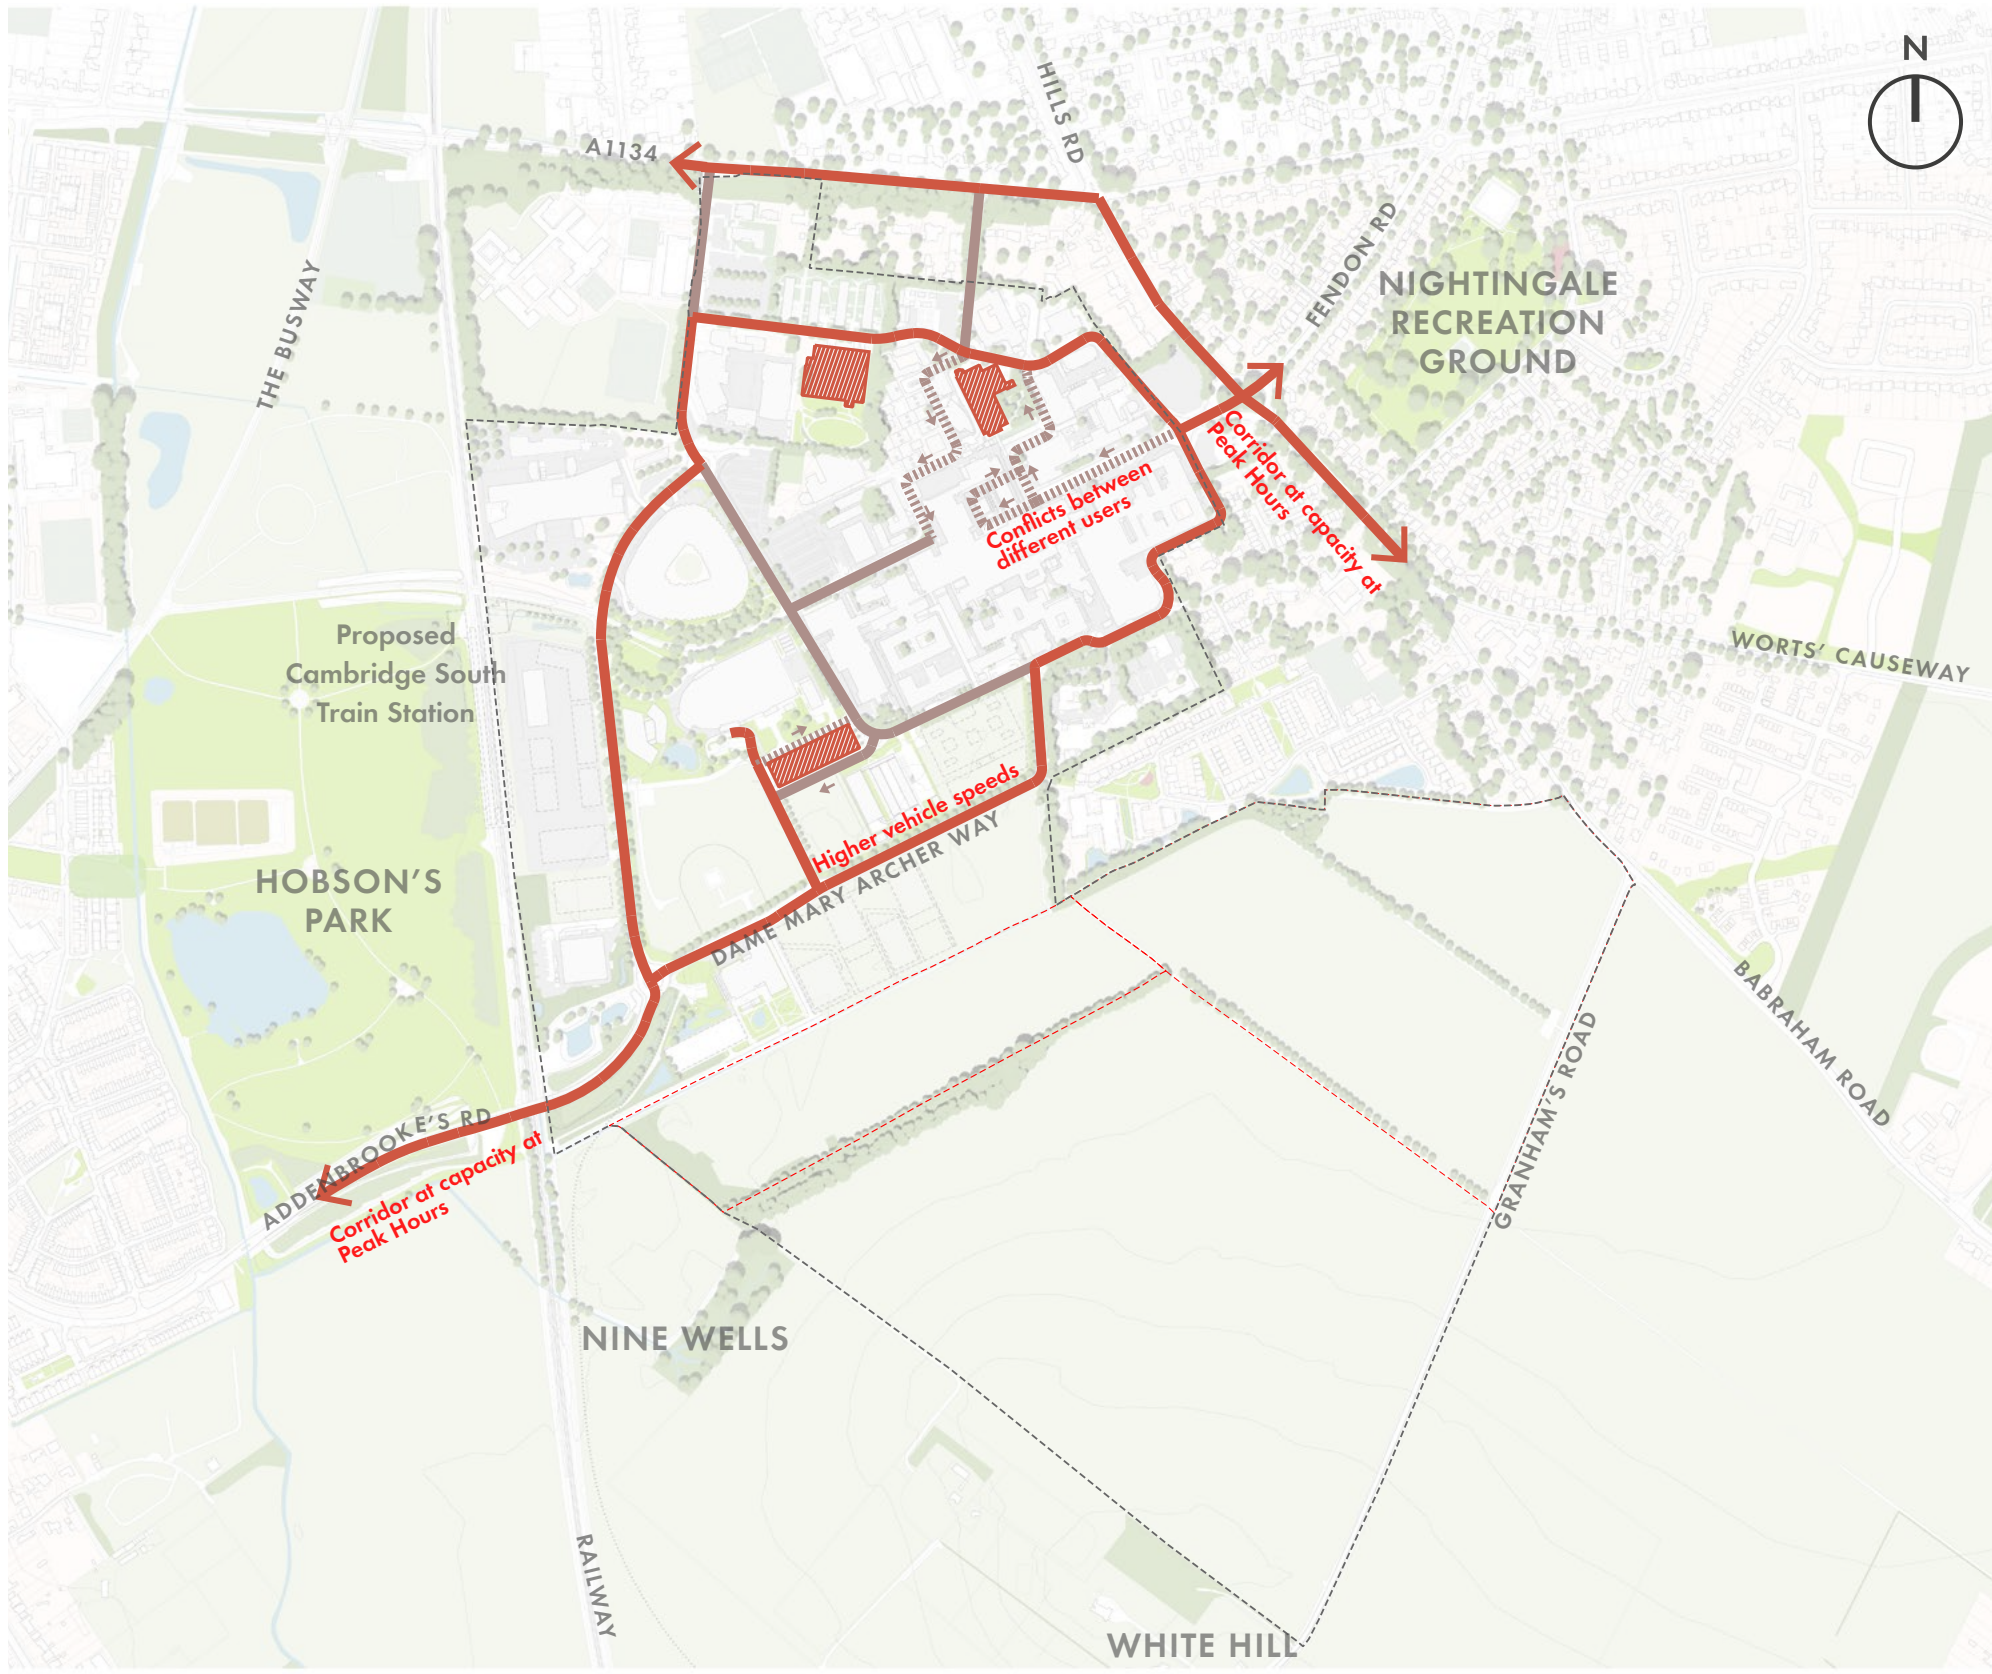 N
HILLS RD
A1134
FENDON RD
NIGHTINGALE
RECREATION
GROUND
THE BUSWAY
Corridor at capacity at
Peak Hours
Conflicts between
different users
Proposed
Cambridge South
Train Station
WORTS' CAUSEWAY
Higher vehicle speeds
DAME MARY ARCHER WAY
HOBSON'S
PARK
BABRAHAM ROAD
GRANHAM'S ROAD
ADDENBROOKE'S RD
Corridor at capacity at
Peak Hours
NINE WELLS
RAILWAY
WHITE HILL